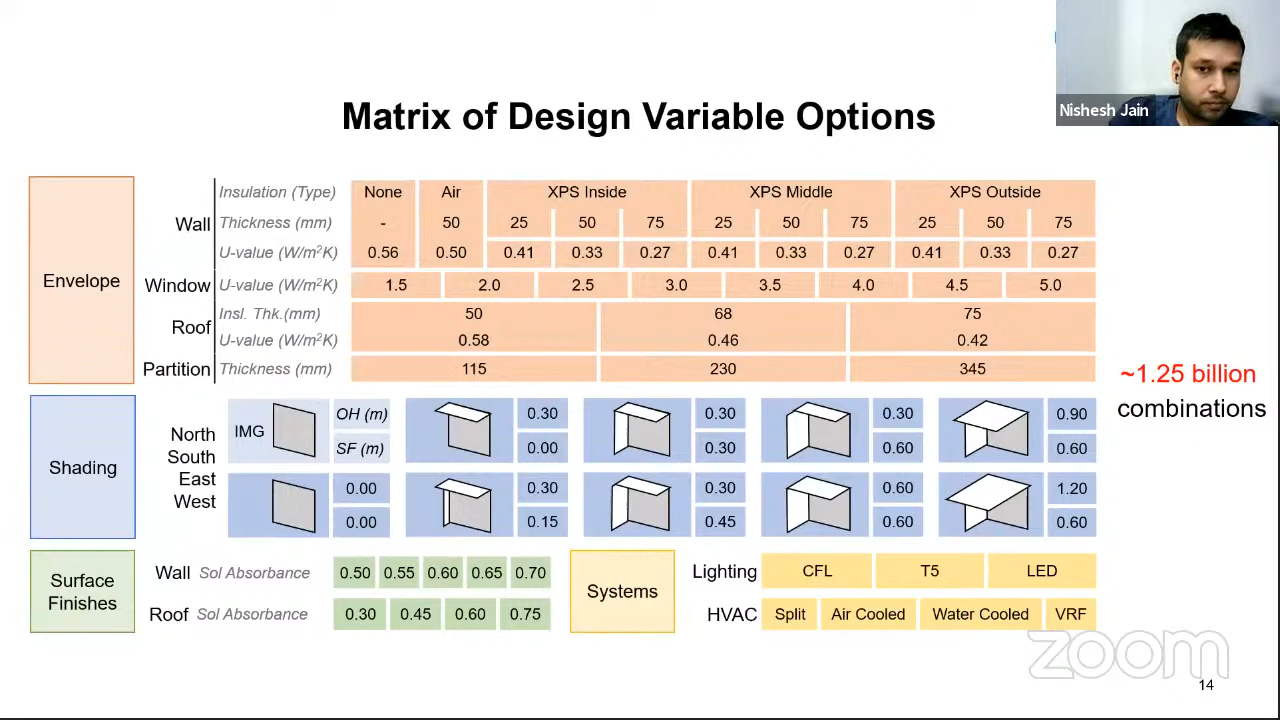 Nishesh Jain
Matrix of Design Variable Options
Envelope
Wall
Insulation (Type) None Air XPS Inside XPS Middle XPS Outside
Thickness (mm) - 50 25 50 75 25 50 75 25 50 75
U-value (W/m²K) 0.56 0.50 0.41 0.33 0.27 0.41 0.33 0.27 0.41 0.33 0.27
Window U-value (W/m²K) 1.5 2.0 2.5 3.0 3.5 4.0 4.5 5.0
Roof
Insl. Thk.(mm) 50 68 75
U-value (W/m²K) 0.58 0.46 0.42
Partition Thickness (mm) 115 230 345
~1.25 billion
combinations
Shading
North
South
East
West
IMG OH (m) 0.30 0.30 0.30 0.90
SF (m) 0.00 0.30 0.60 0.60
0.00 0.30 0.30 0.60 1.20
0.00 0.15 0.45 0.60 0.60
Surface
Finishes
Wall Sol Absorbance 0.50 0.55 0.60 0.65 0.70
Roof Sol Absorbance 0.30 0.45 0.60 0.75
Systems
Lighting CFL T5 LED
HVAC Split Air Cooled Water Cooled VRF
zoom
14